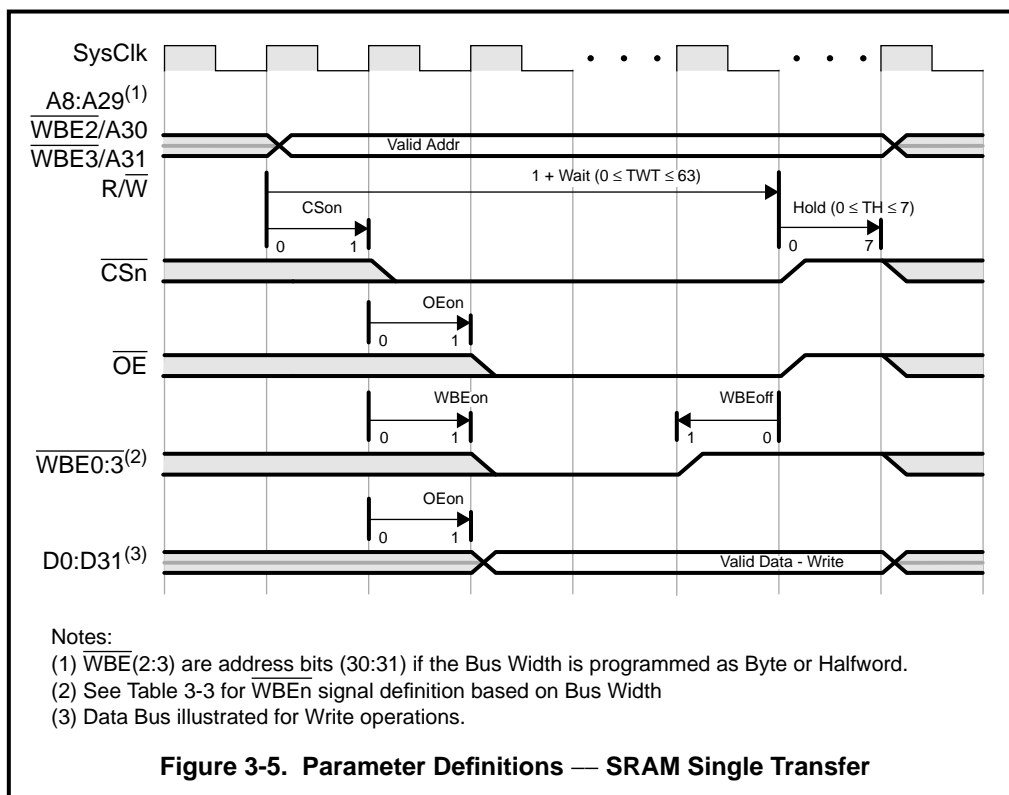 SysClk
A8:A29(1)
WBE2/A30
Valid Addr
WBE3/A31
R/W
1 + Wait (0 ≤ TWT ≤ 63)
CSon
Hold (0 ≤ TH ≤ 7)
0 1
0 7
CSn
OEon
0 1
OE
WBEon
WBEoff
0 1
1 0
WBE0:3(2)
OEon
0 1
D0:D31(3)
Valid Data - Write
Notes:
(1) WBE(2:3) are address bits (30:31) if the Bus Width is programmed as Byte or Halfword.
(2) See Table 3-3 for WBEn signal definition based on Bus Width
(3) Data Bus illustrated for Write operations.
Figure 3-5. Parameter Definitions — SRAM Single Transfer